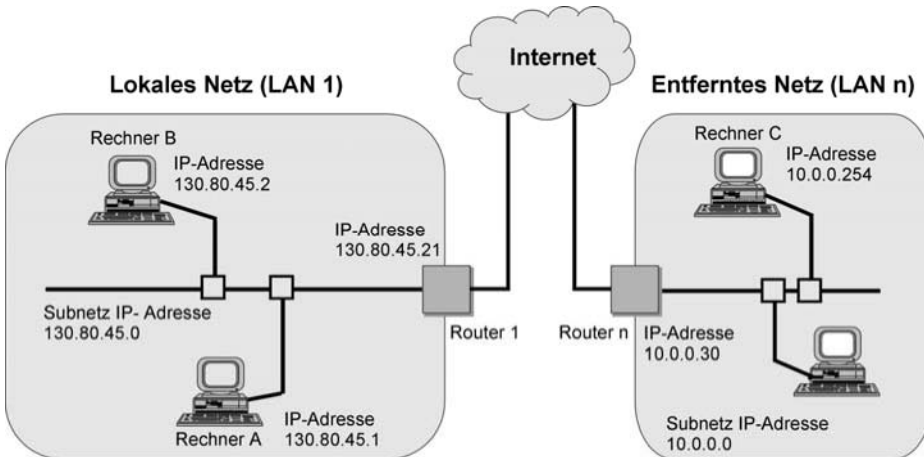 Internet
Lokales Netz (LAN 1)
Entferntes Netz (LAN n)
Rechner B
IP-Adresse
130.80.45.2
IP-Adresse
130.80.45.21
Subnetz IP- Adresse
130.80.45.0
Router 1
Rechner A
IP-Adresse
130.80.45.1
Rechner C
IP-Adresse
10.0.0.254
Router n
IP-Adresse
10.0.0.30
Subnetz IP-Adresse
10.0.0.0